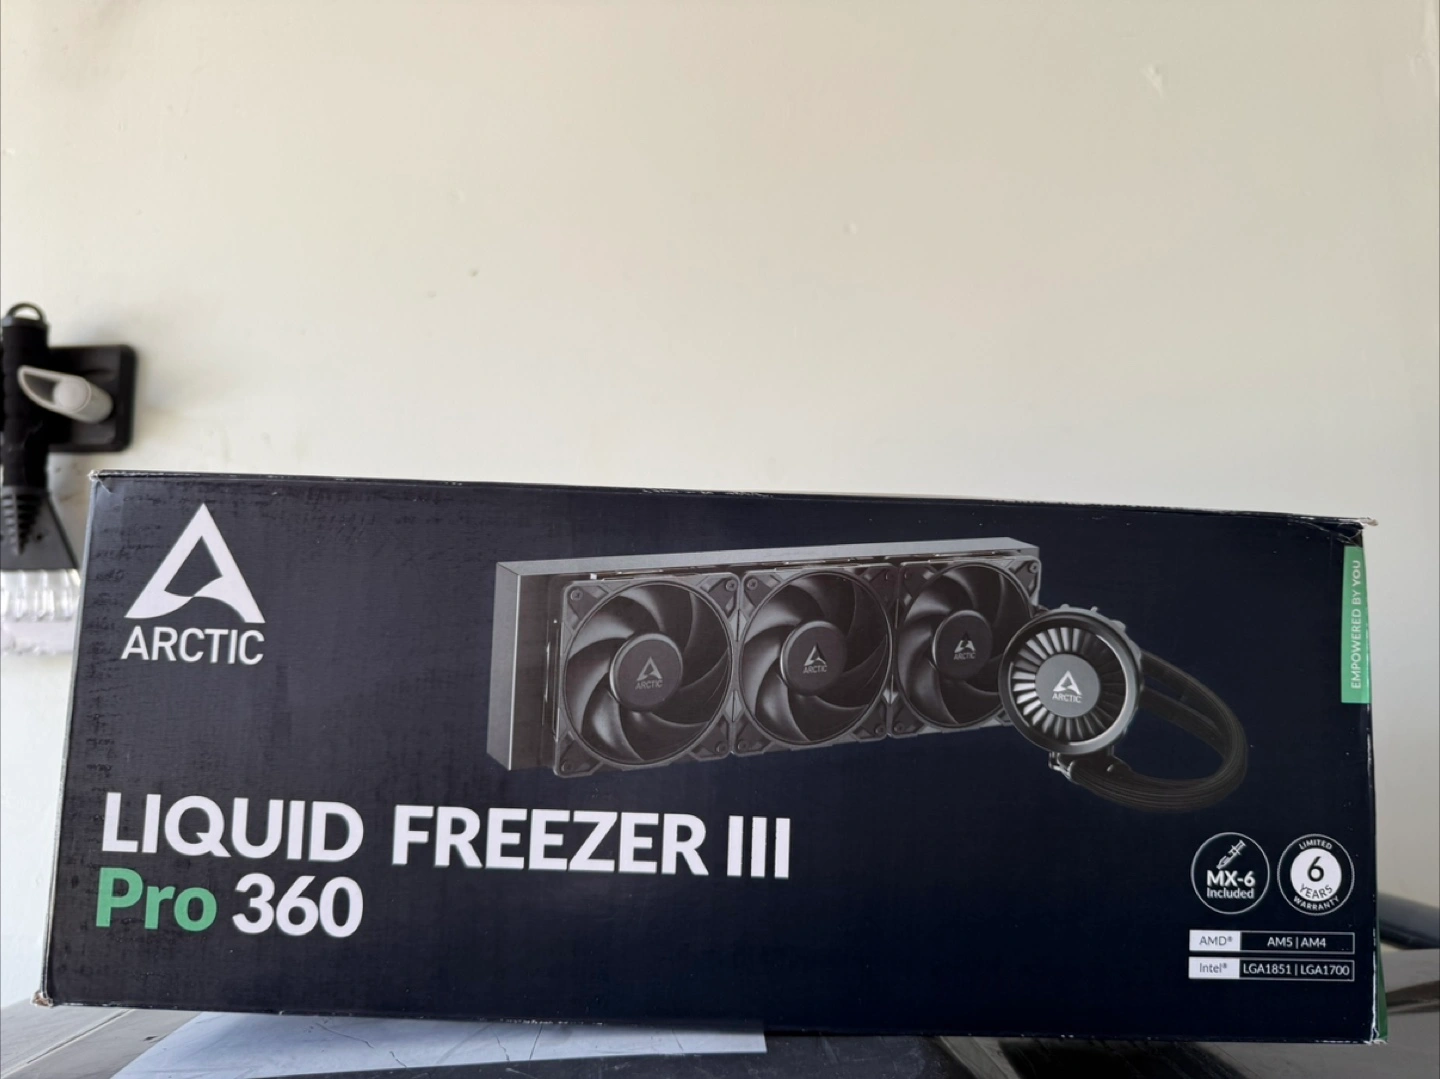 ARCTIC
EMPOWERED BY YOU
ARCTIC
ARCTIC
ARCTIC
ARCTIC
LIQUID FREEZER III
Pro 360
MX-6
Included
LIMITED
6
YEARS
WARRANTY
AMD® AM5 | AM4
Intel® LGA1851 | LGA1700